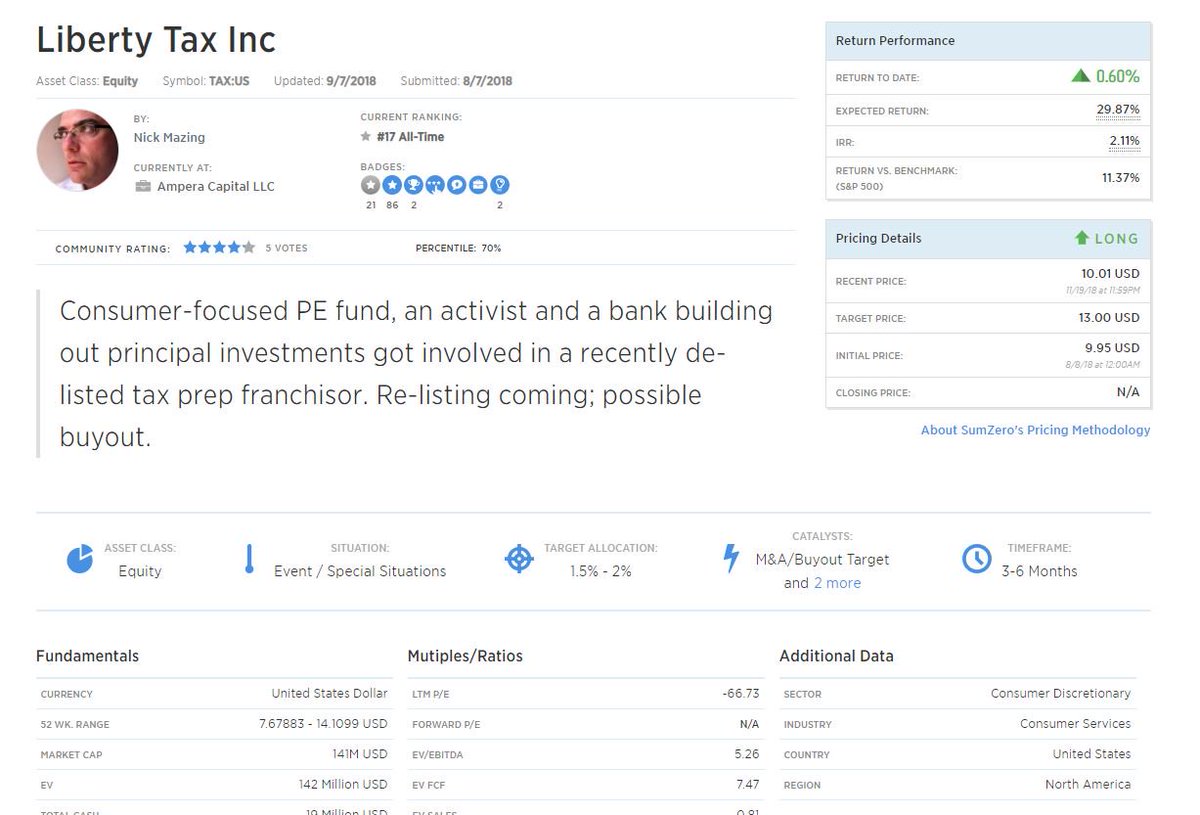 Liberty Tax Inc
Asset Class: Equity Symbol: TAX:US Updated: 9/7/2018 Submitted: 8/7/2018
BY:
Nick Mazing
CURRENTLY AT:
Ampera Capital LLC
CURRENT RANKING:
#17 All-Time
BADGES:
21 86 2 2
COMMUNITY RATING: 5 VOTES PERCENTILE: 70%
Consumer-focused PE fund, an activist and a bank building
out principal investments got involved in a recently de-
listed tax prep franchisor. Re-listing coming; possible
buyout.
Return Performance
RETURN TO DATE: 0.60%
EXPECTED RETURN: 29.87%
IRR: 2.11%
RETURN VS. BENCHMARK: 11.37%
(S&P 500)
Pricing Details LONG
RECENT PRICE: 10.01 USD
11/19/18 at 11:59PM
TARGET PRICE: 13.00 USD
INITIAL PRICE: 9.95 USD
8/8/18 at 12:00AM
CLOSING PRICE: N/A
About SumZero's Pricing Methodology
ASSET CLASS:
Equity
SITUATION:
Event / Special Situations
TARGET ALLOCATION:
1.5% - 2%
CATALYSTS:
M&A/Buyout Target
and 2 more
TIMEFRAME:
3-6 Months
Fundamentals
CURRENCY United States Dollar
52 WK. RANGE 7.67883 - 14.1099 USD
MARKET CAP 141M USD
EV 142 Million USD
TOTAL CASH 19 Million USD
Mutiples/Ratios
LTM P/E -66.73
FORWARD P/E N/A
EV/EBITDA 5.26
EV FCF 7.47
EV SALES 0.81
Additional Data
SECTOR Consumer Discretionary
INDUSTRY Consumer Services
COUNTRY United States
REGION North America